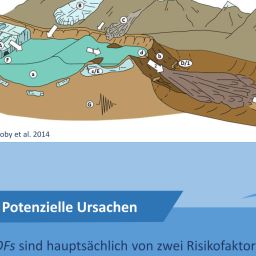 C
B
A
d
b
F
D/L
e
c/E
G
oby et al. 2014
Potenzielle Ursachen
OFs sind hauptsächlich von zwei Risikofaktor